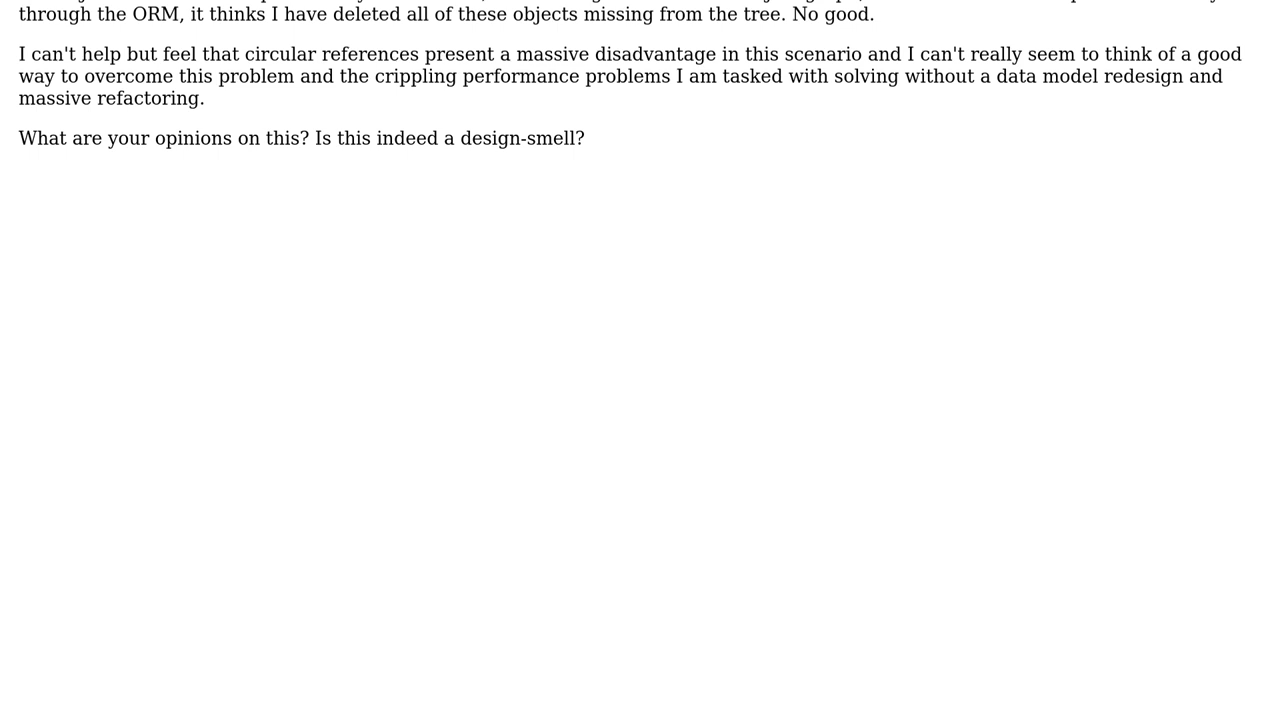 through the ORM, it thinks I have deleted all of these objects missing from the tree. No good.
I can't help but feel that circular references present a massive disadvantage in this scenario and I can't really seem to think of a good
way to overcome this problem and the crippling performance problems I am tasked with solving without a data model redesign and
massive refactoring.
What are your opinions on this? Is this indeed a design-smell?